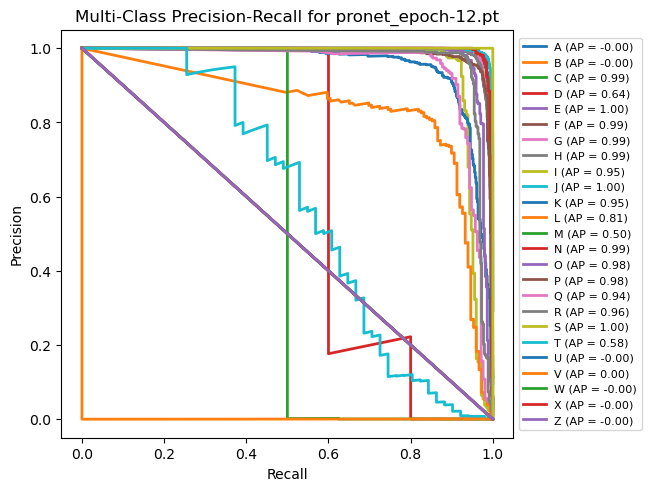 Multi-Class Precision-Recall for pronet_epoch-12.pt
Precision
1.0
0.8
0.6
0.4
0.2
0.0
0.0 0.2 0.4 0.6 0.8 1.0
Recall
A (AP = -0.00)
B (AP = -0.00)
C (AP = 0.99)
D (AP = 0.64)
E (AP = 1.00)
F (AP = 0.99)
G (AP = 0.99)
H (AP = 0.99)
I (AP = 0.95)
J (AP = 1.00)
K (AP = 0.95)
L (AP = 0.81)
M (AP = 0.50)
N (AP = 0.99)
O (AP = 0.98)
P (AP = 0.98)
Q (AP = 0.94)
R (AP = 0.96)
S (AP = 1.00)
T (AP = 0.58)
U (AP = -0.00)
V (AP = 0.00)
W (AP = -0.00)
X (AP = -0.00)
Z (AP = -0.00)